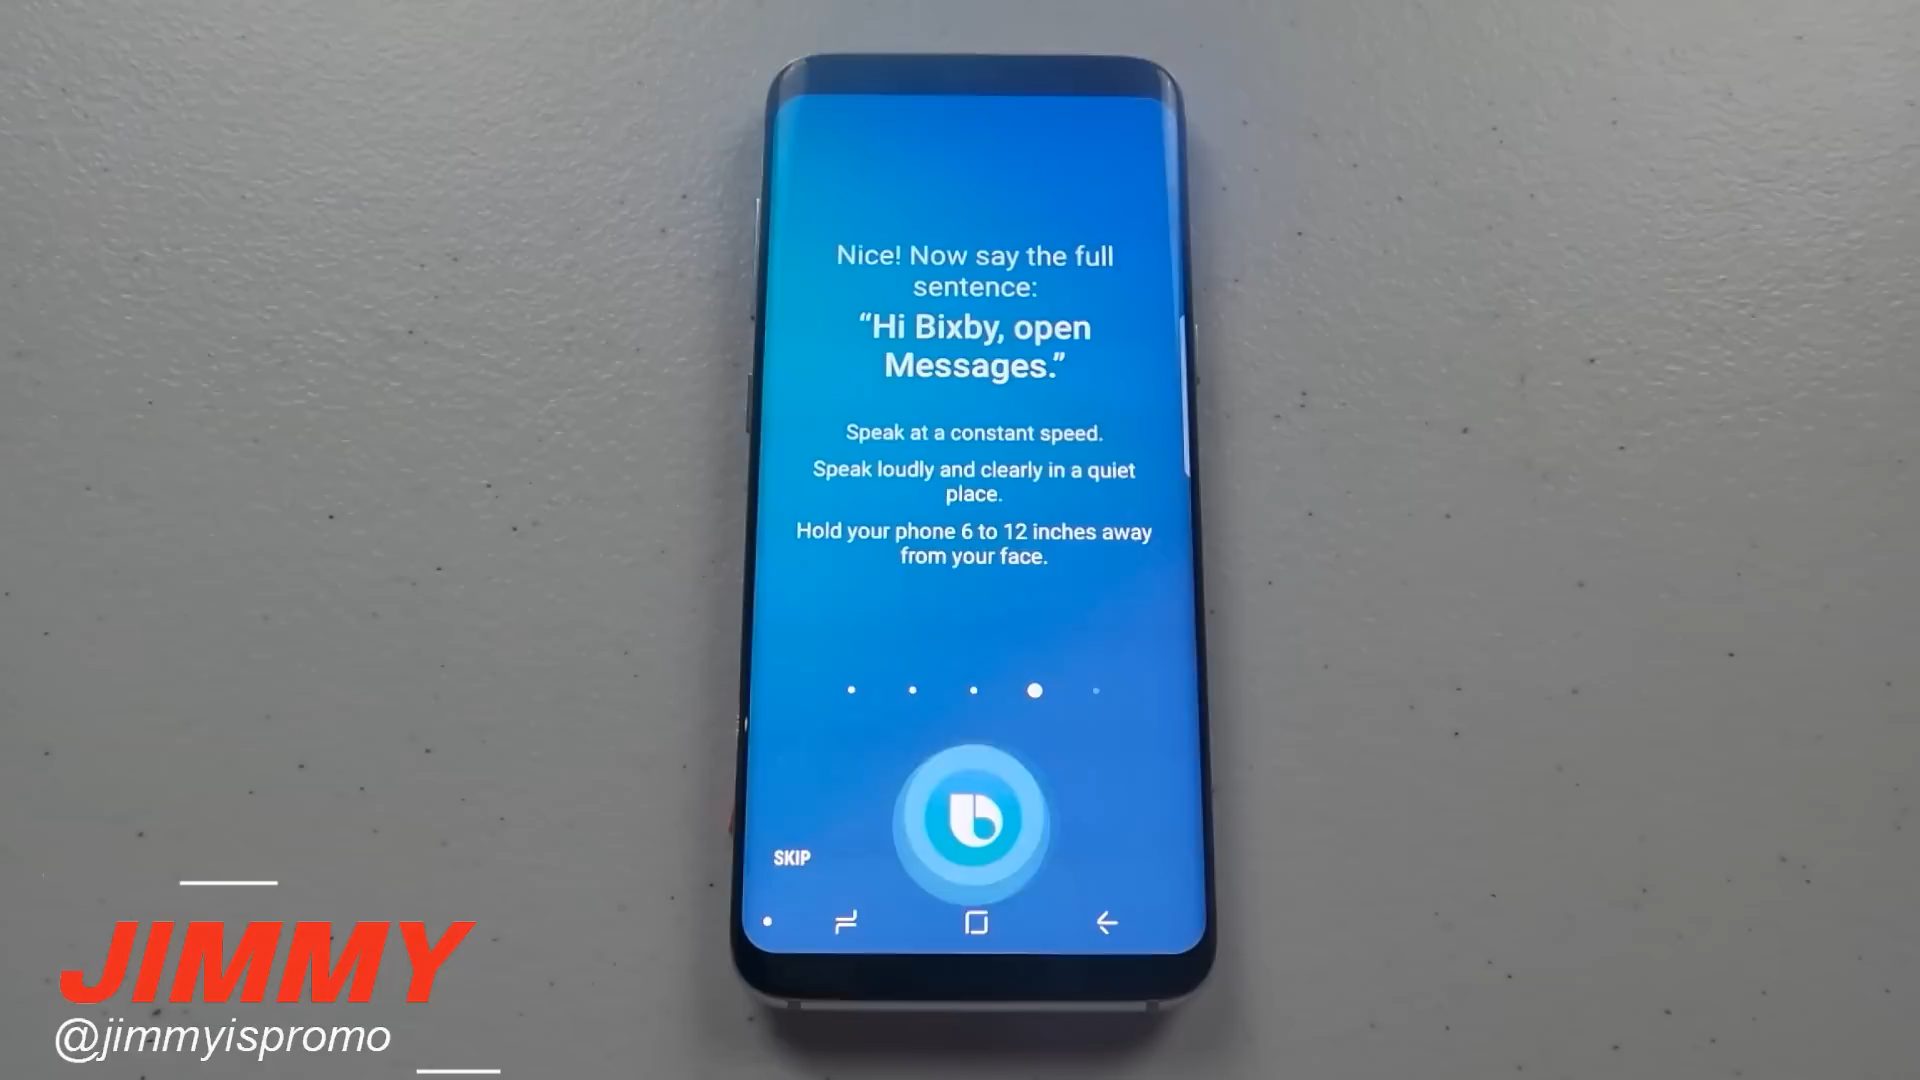 Nice! Now say the full
sentence:
“Hi Bixby, open
Messages.”
Speak at a constant speed.
Speak loudly and clearly in a quiet
place.
Hold your phone 6 to 12 inches away
from your face.
SKIP
JIMMY
@jimmyispromo